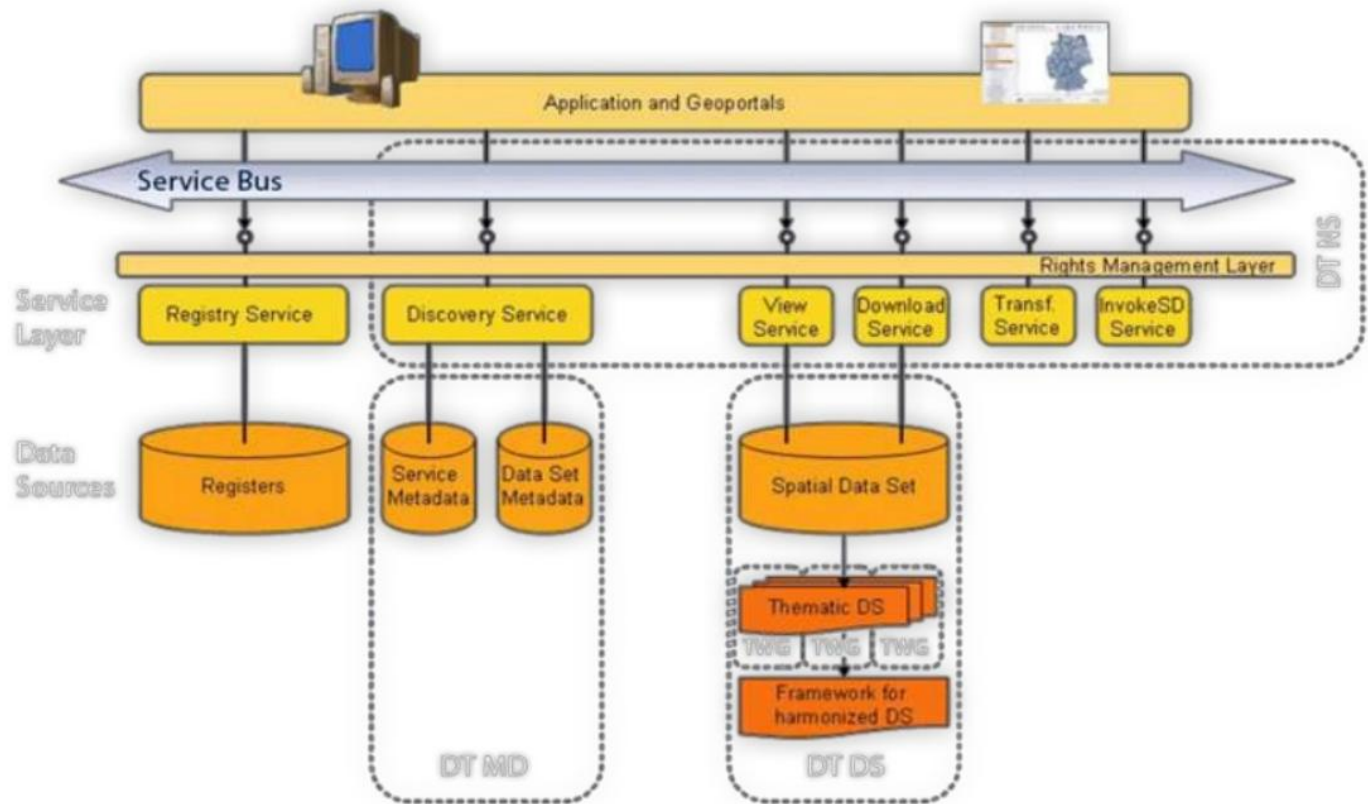 Application and Geoportals
Service Bus
DT NS
Rights Management Layer
Service
Layer
Registry Service
Discovery Service
View
Service
Download
Service
Transf.
Service
InvokeSD
Service
Data
Sources
Registers
Service
Metadata
Data Set
Metadata
Spatial Data Set
Thematic DS
TWG
TWG
TWG
Framework for
harmonized DS
DT MD
DT DS